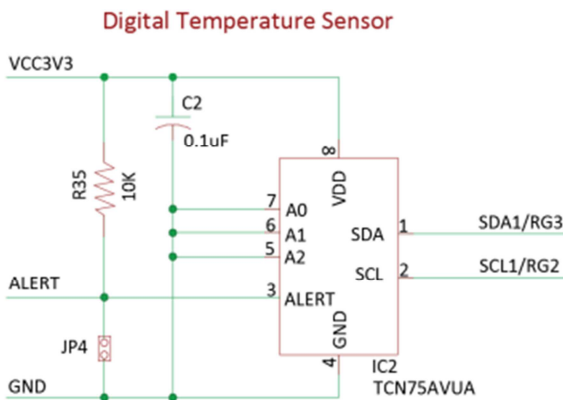 Digital Temperature Sensor
VCC3V3
C2
0.1uF
R35
10K
8
VDD
7
A0
6
A1
5
A2
SDA
1
SDA1/RG3
SCL
2
SCL1/RG2
ALERT
3
ALERT
JP4
GND
4
GND
IC2
TCN75AVUA